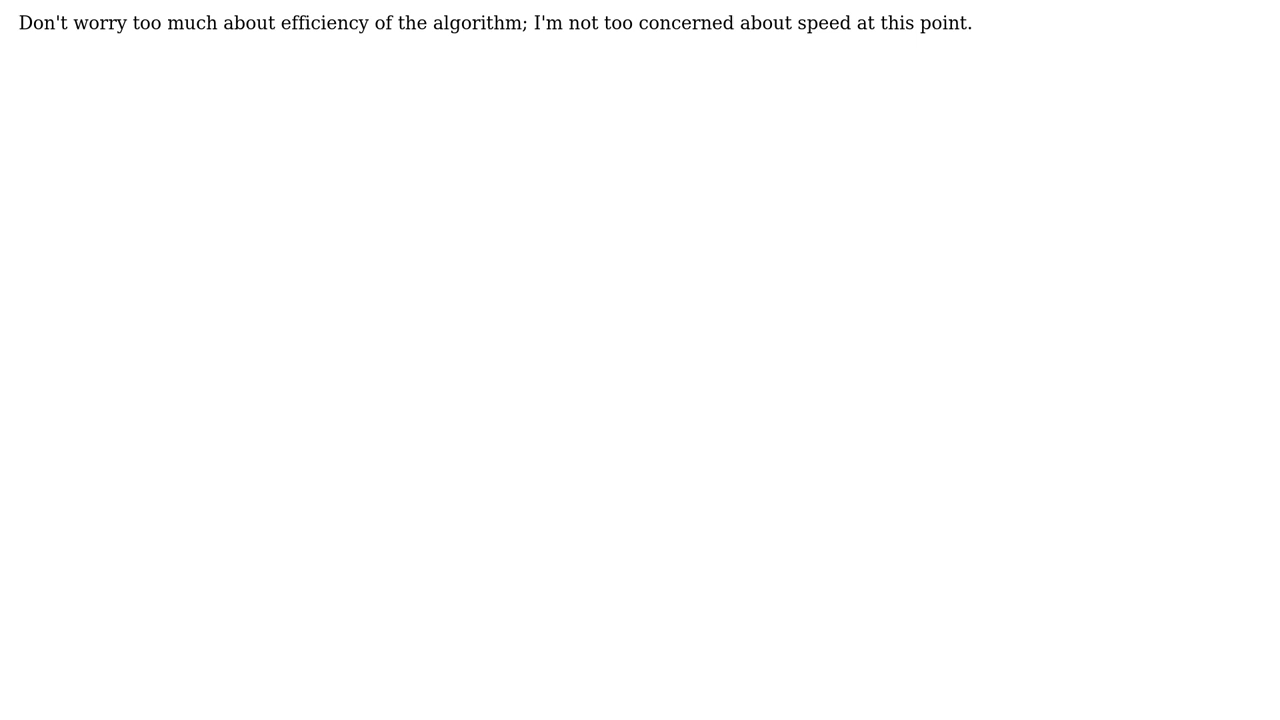 Don't worry too much about efficiency of the algorithm; I'm not too concerned about speed at this point.